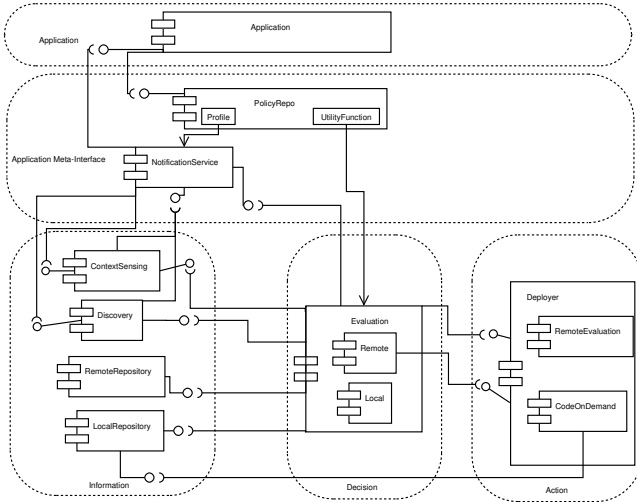 Application
Application
PolicyRepo
Profile
UtilityFunction
Application Meta-Interface
NotificationService
ContextSensing
Discovery
RemoteRepository
LocalRepository
Information
Evaluation
Remote
Local
Decision
Deployer
RemoteEvaluation
CodeOnDemand
Action